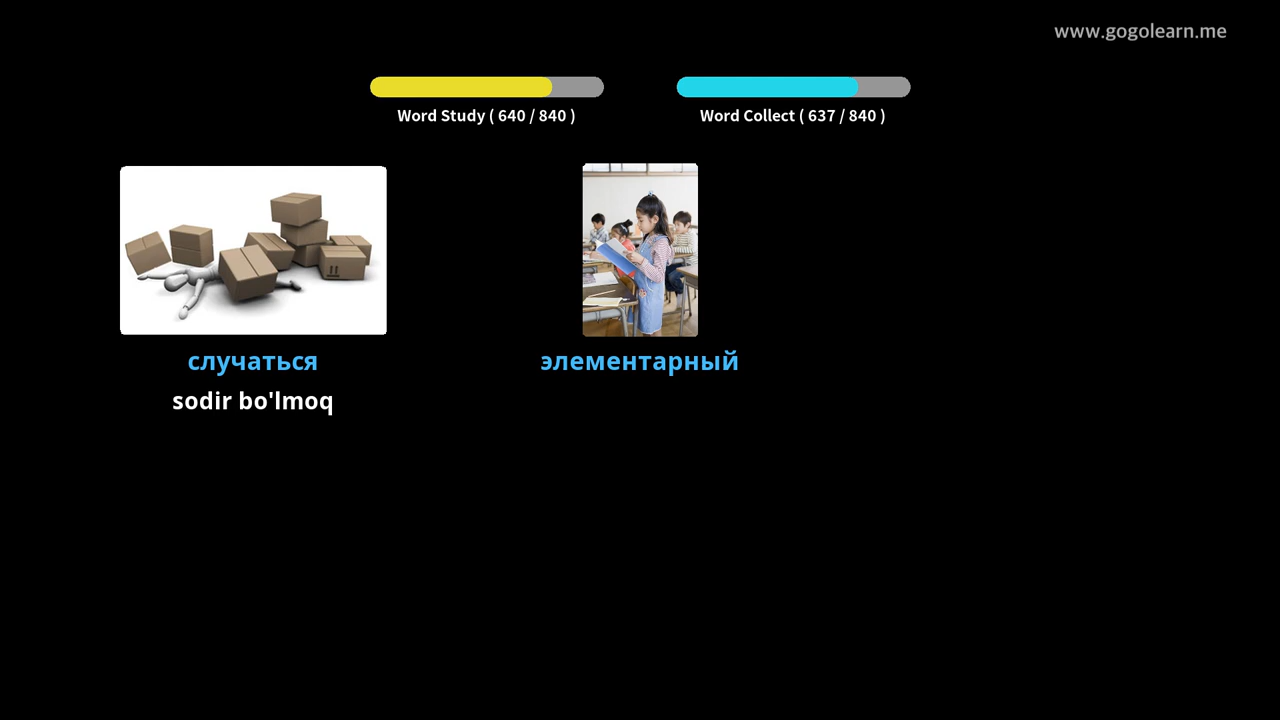 www.gogolearn.me
Word Study ( 640 / 840 )
Word Collect ( 637 / 840 )
случаться
sodir bo'lmoq
элементарный